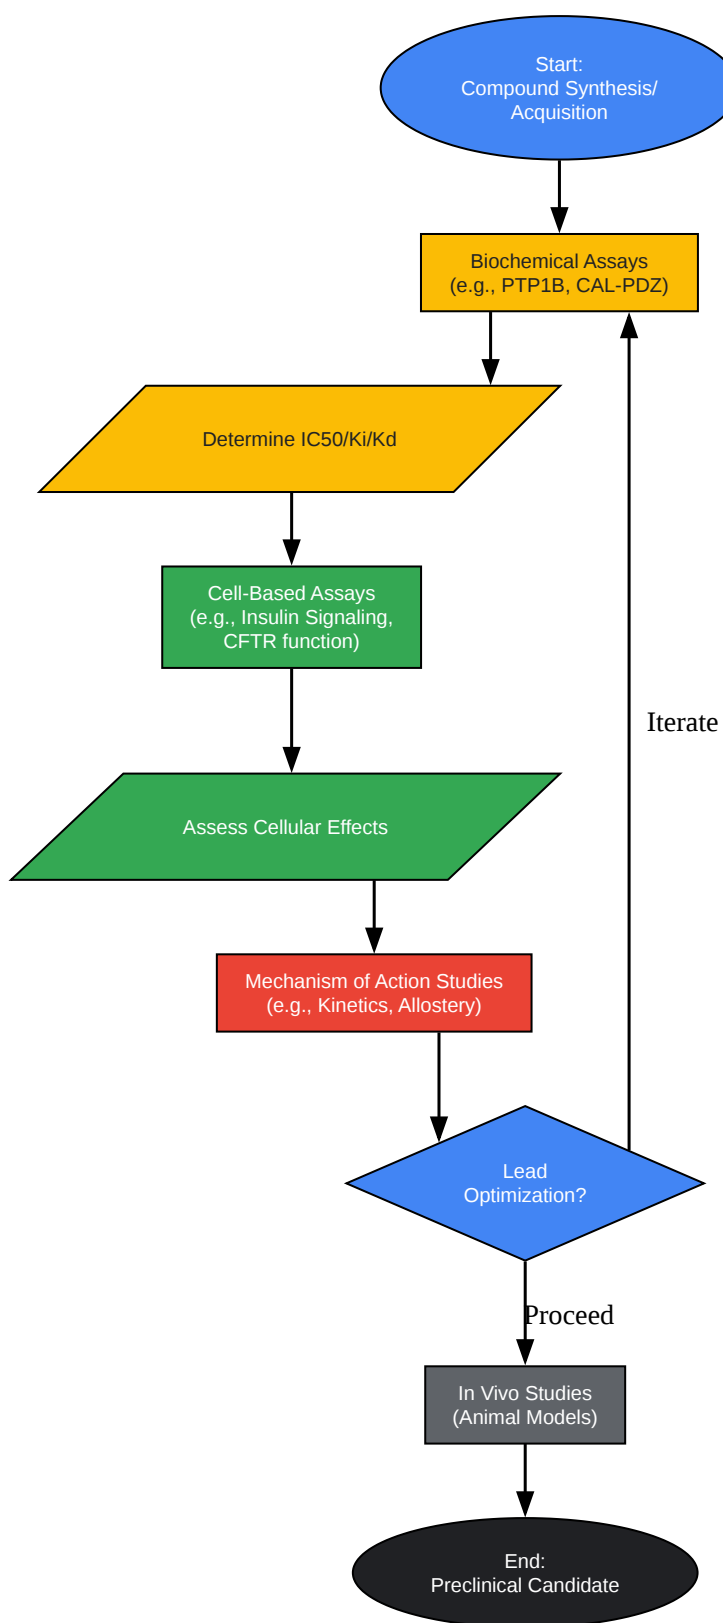 Start:
Compound Synthesis/
Acquisition
Biochemical Assays
(e.g., PTP1B, CAL-PDZ)
Determine IC50/Ki/Kd
Cell-Based Assays
(e.g., Insulin Signaling,
CFTR function)
Iterate
Assess Cellular Effects
Mechanism of Action Studies
(e.g., Kinetics, Allostery)
Lead
Optimization?
Proceed
In Vivo Studies
(Animal Models)
End:
Preclinical Candidate